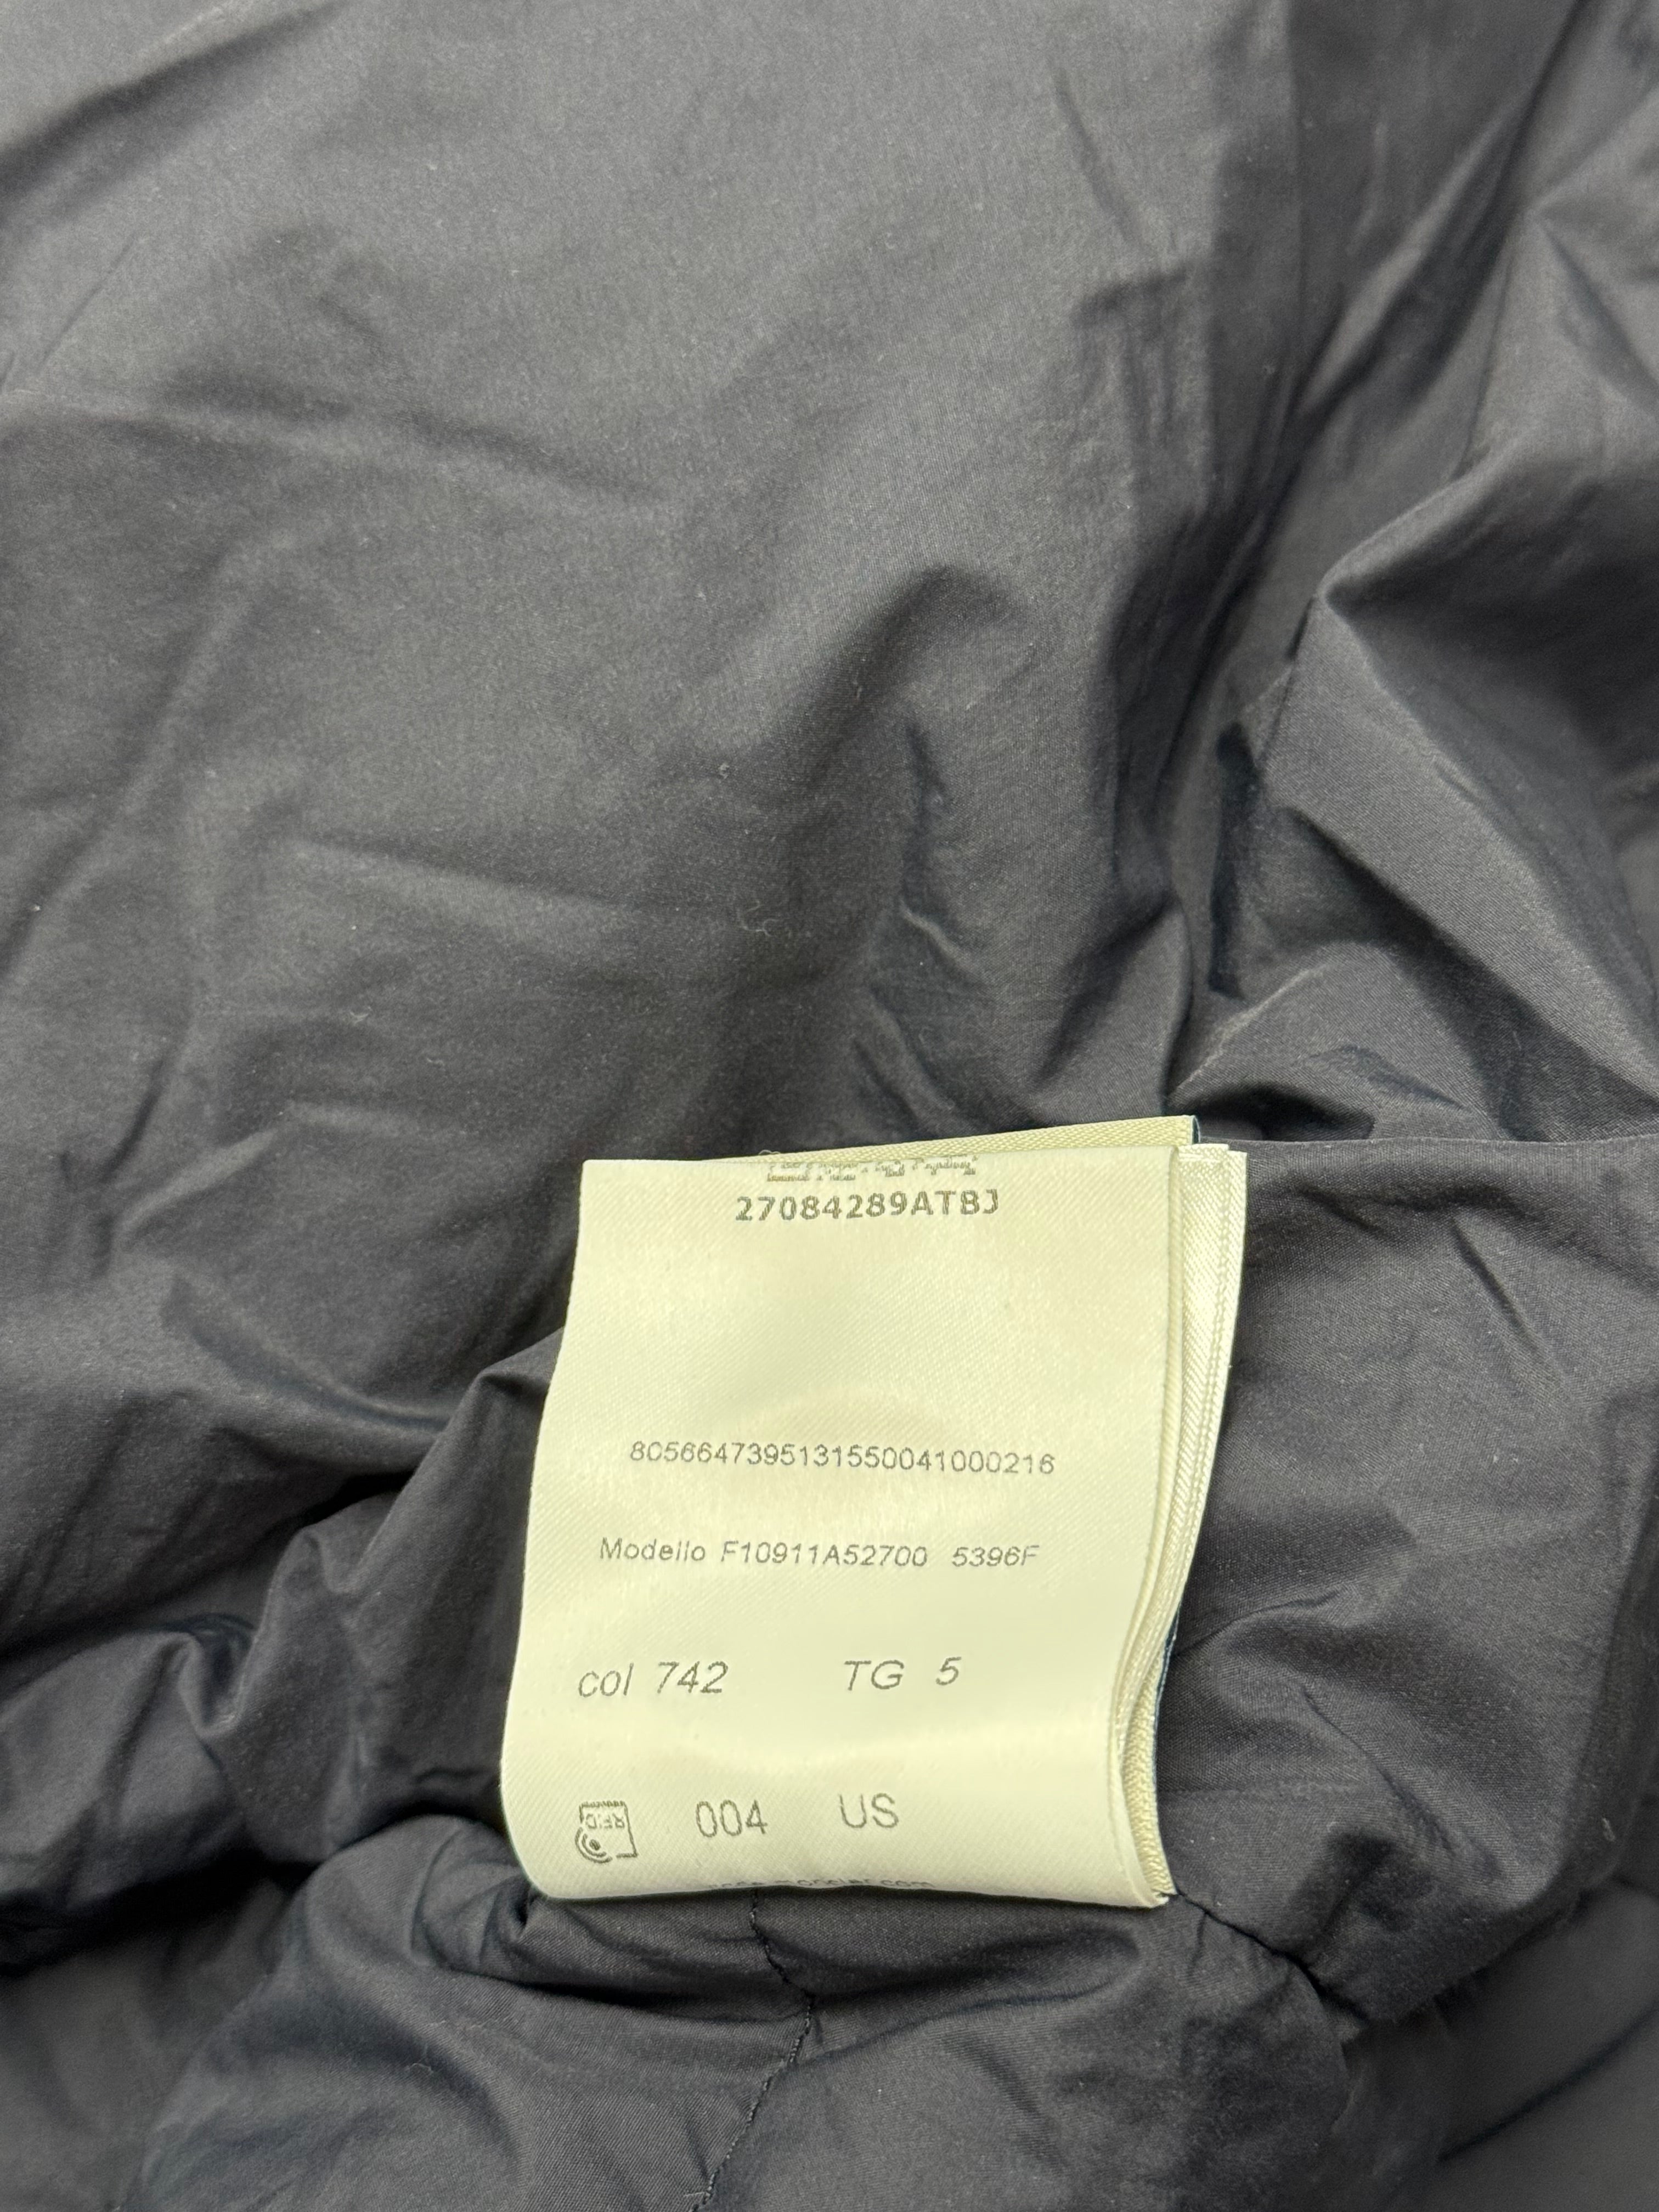 27084289ATBJ
8056647395131550041000216
Modello F10911A52700 5396F
col 742 TG 5
RFID 004 US